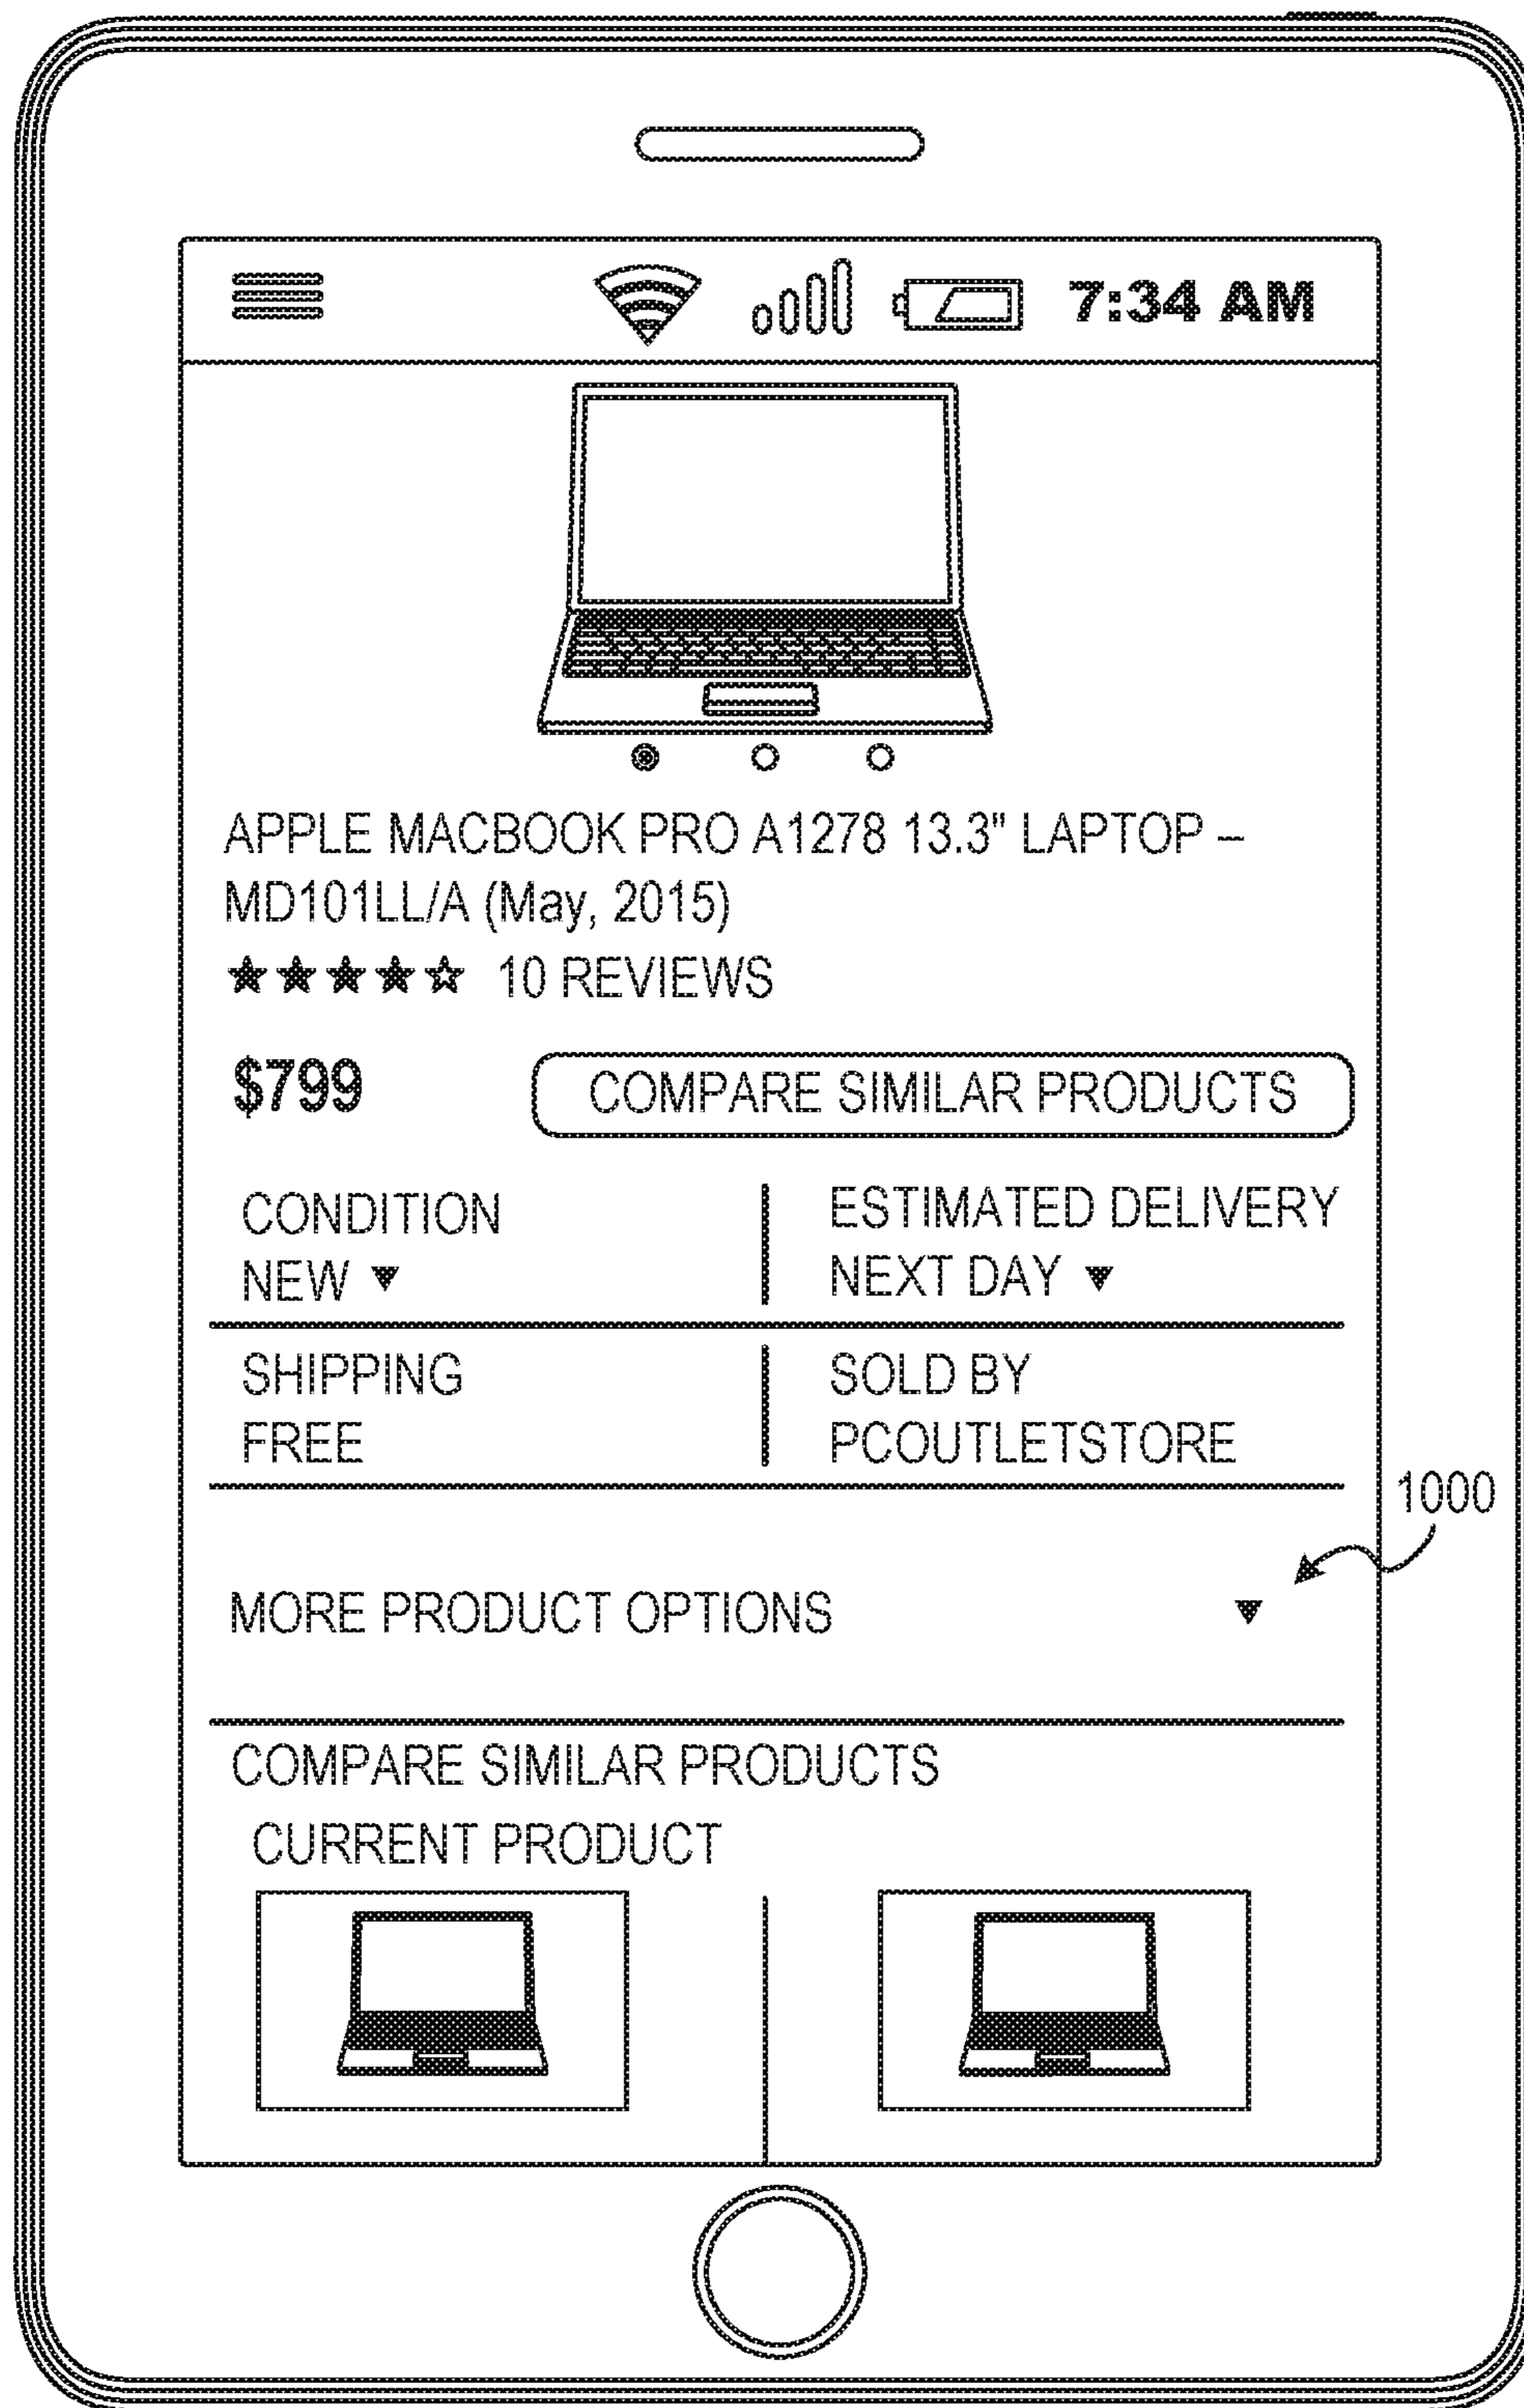 7:34 AM
APPLE MACBOOK PRO A1278 13.3" LAPTOP –
MD101LL/A (May, 2015)
10 REVIEWS
$799
COMPARE SIMILAR PRODUCTS
CONDITION
NEW
ESTIMATED DELIVERY
NEXT DAY
SHIPPING
FREE
SOLD BY
PCOUTLETSTORE
1000
MORE PRODUCT OPTIONS
COMPARE SIMILAR PRODUCTS
CURRENT PRODUCT